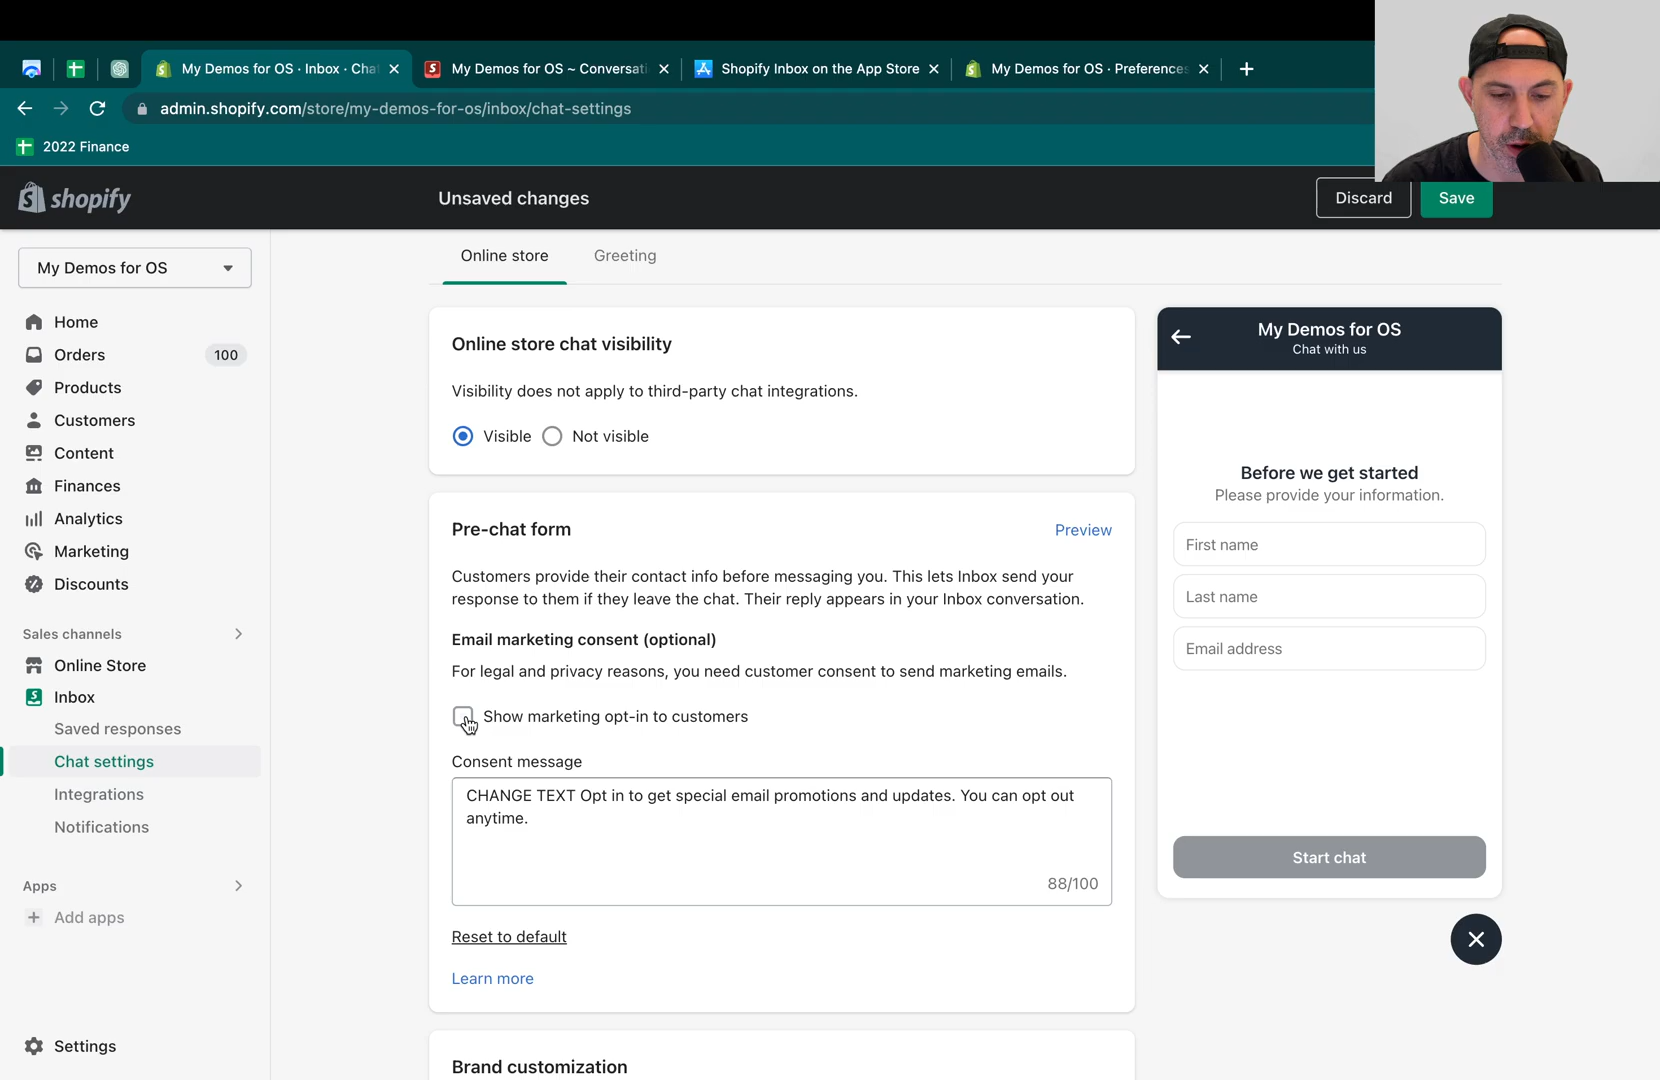 My Demos for OS · Inbox · Cha
My Demos for OS ~ Conversati
Shopify Inbox on the App Store
My Demos for OS · Preferences
admin.shopify.com/store/my-demos-for-os/inbox/chat-settings
2022 Finance
shopify
Unsaved changes
Discard
Save
My Demos for OS
Home
Orders
100
Products
Customers
Content
Finances
Analytics
Marketing
Discounts
Sales channels
Online Store
Inbox
Saved responses
Chat settings
Integrations
Notifications
Apps
Add apps
Settings
Online store
Greeting
Online store chat visibility
Visibility does not apply to third-party chat integrations.
Visible
Not visible
Pre-chat form
Preview
Customers provide their contact info before messaging you. This lets Inbox send your
response to them if they leave the chat. Their reply appears in your Inbox conversation.
Email marketing consent (optional)
For legal and privacy reasons, you need customer consent to send marketing emails.
Show marketing opt-in to customers
Consent message
CHANGE TEXT Opt in to get special email promotions and updates. You can opt out
anytime.
88/100
Reset to default
Learn more
Brand customization
My Demos for OS
Chat with us
Before we get started
Please provide your information.
First name
Last name
Email address
Start chat